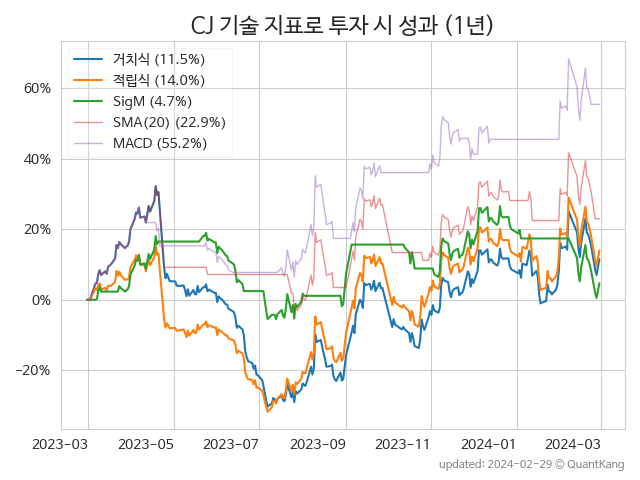 CJ 기술 지표로 투자 시 성과 (1년)
거치식 (11.5%)
적립식 (14.0%)
SigM (4.7%)
SMA(20) (22.9%)
MACD (55.2%)
60%
40%
20%
0%
−20%
2023-03 2023-05 2023-07 2023-09 2023-11 2024-01 2024-03
updated: 2024-02-29 © QuantKang